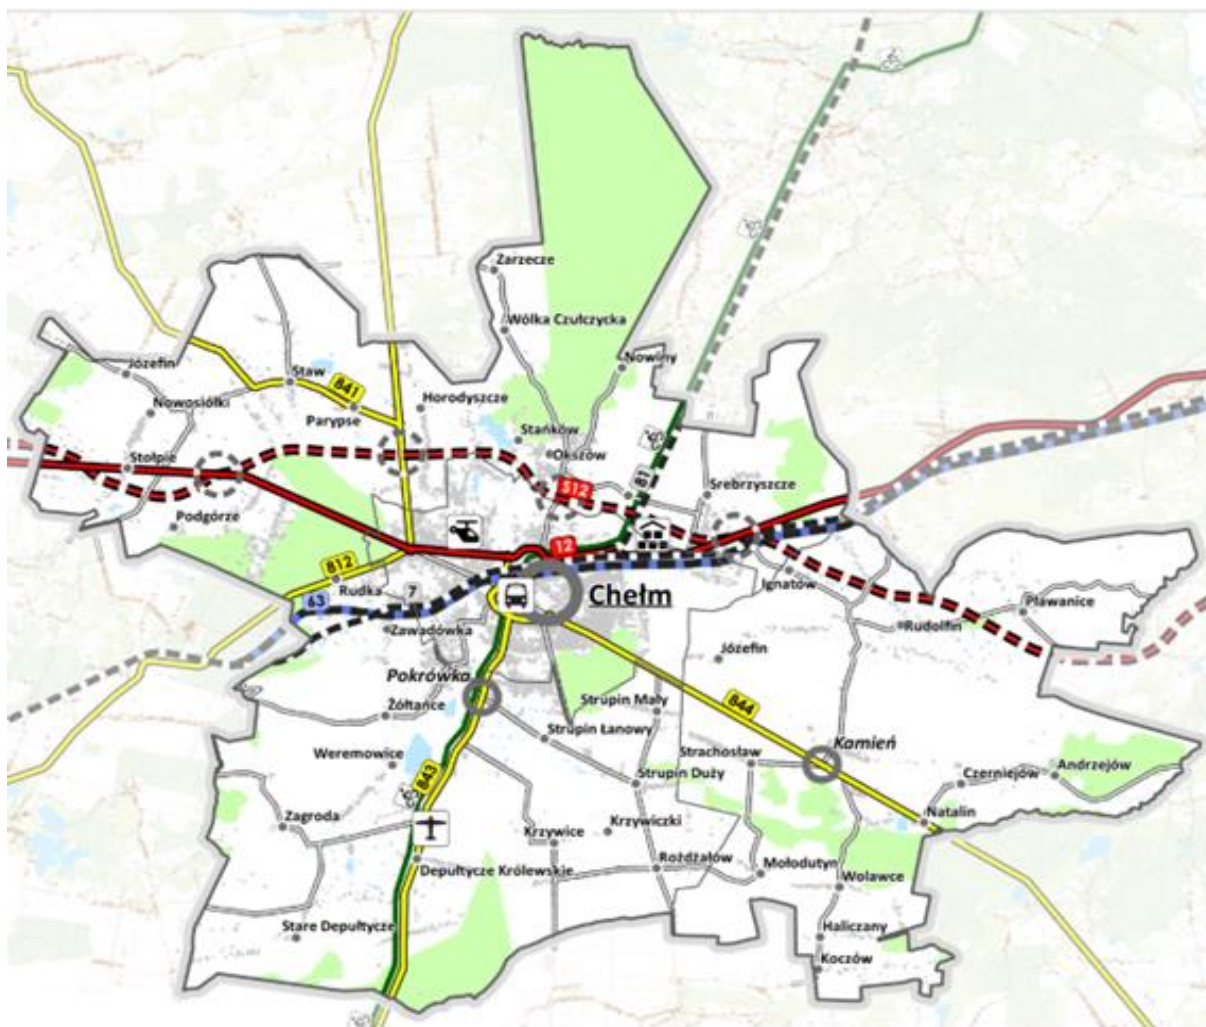 Zarzecze
Wólka Czułczycka
Nowiny
Józefin
Staw
841
Nowosiółki
Horodyszcze
Parypse
Stańków
Okszów
Stołpie
81
S12
Srebrzyszcze
Podgórze
12
812
Rudka
7
63
Ignatów
Chełm
Pławanice
Zawadówka
Rudolfin
Józefin
Pokrówka
Strupin Mały
844
Żółtańce
Strupin Łanowy
Kamień
Weremowice
Strachosław
843
Strupin Duży
Czerniejów
Andrzejów
Zagroda
Natalin
Krzywice
Krzywiczki
Depułtycze Królewskie
Rożdżałów
Mołodutyn
Wolawce
Stare Depułtycze
Haliczany
Koczów